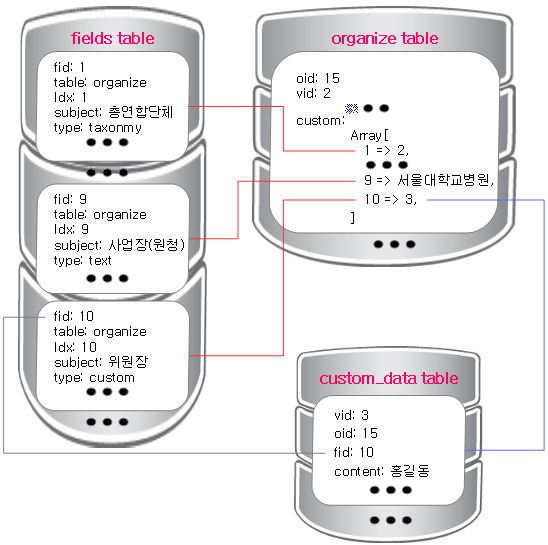 fields table
fid: 1
table: organize
Idx: 1
subject: 총연합단체
type: taxonmy
fid: 9
table: organize
Idx: 9
subject: 사업장(원청)
type: text
fid: 10
table: organize
Idx: 10
subject: 위원장
type: custom
organize table
oid: 15
vid: 2
custom:
Array[
1 => 2,
9 => 서울대학교병원,
10 => 3,
]
custom_data table
vid: 3
oid: 15
fid: 10
content: 홍길동